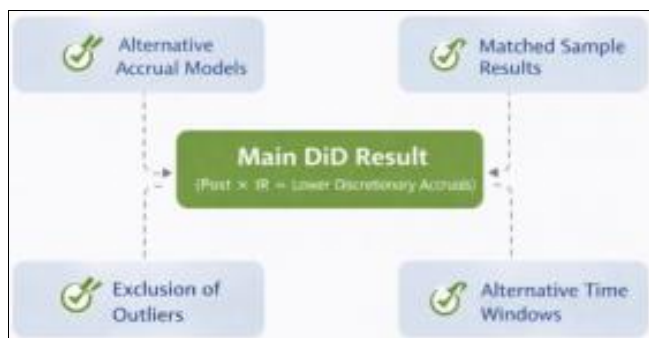 Alternative
Accrual Models
Matched Sample
Results
Main DiD Result
(Post × IR = Lower Discretionary Accruals)
Exclusion of
Outliers
Alternative Time
Windows